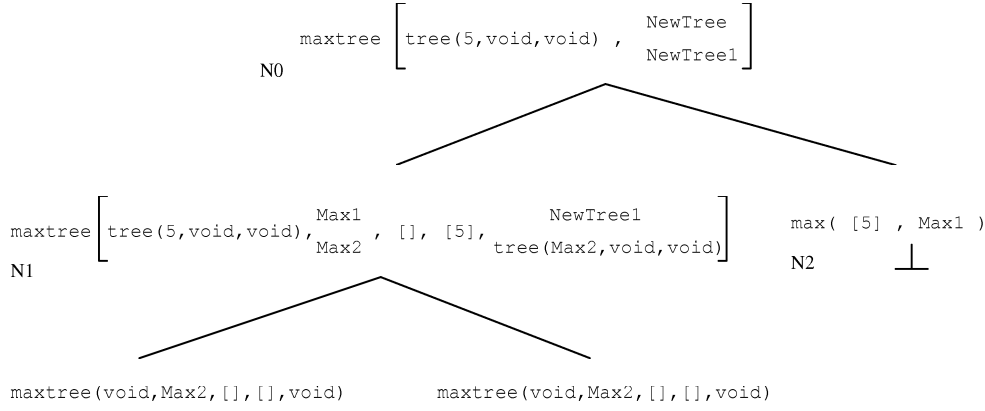 NewTree
maxtree [tree(5,void,void) ,
NewTree1]
N0
Max1 NewTree1
maxtree[tree(5,void,void), , [], [5],
Max2 tree(Max2,void,void)]
N1
max( [5] , Max1 )
N2
maxtree(void,Max2,[],[],void) maxtree(void,Max2,[],[],void)